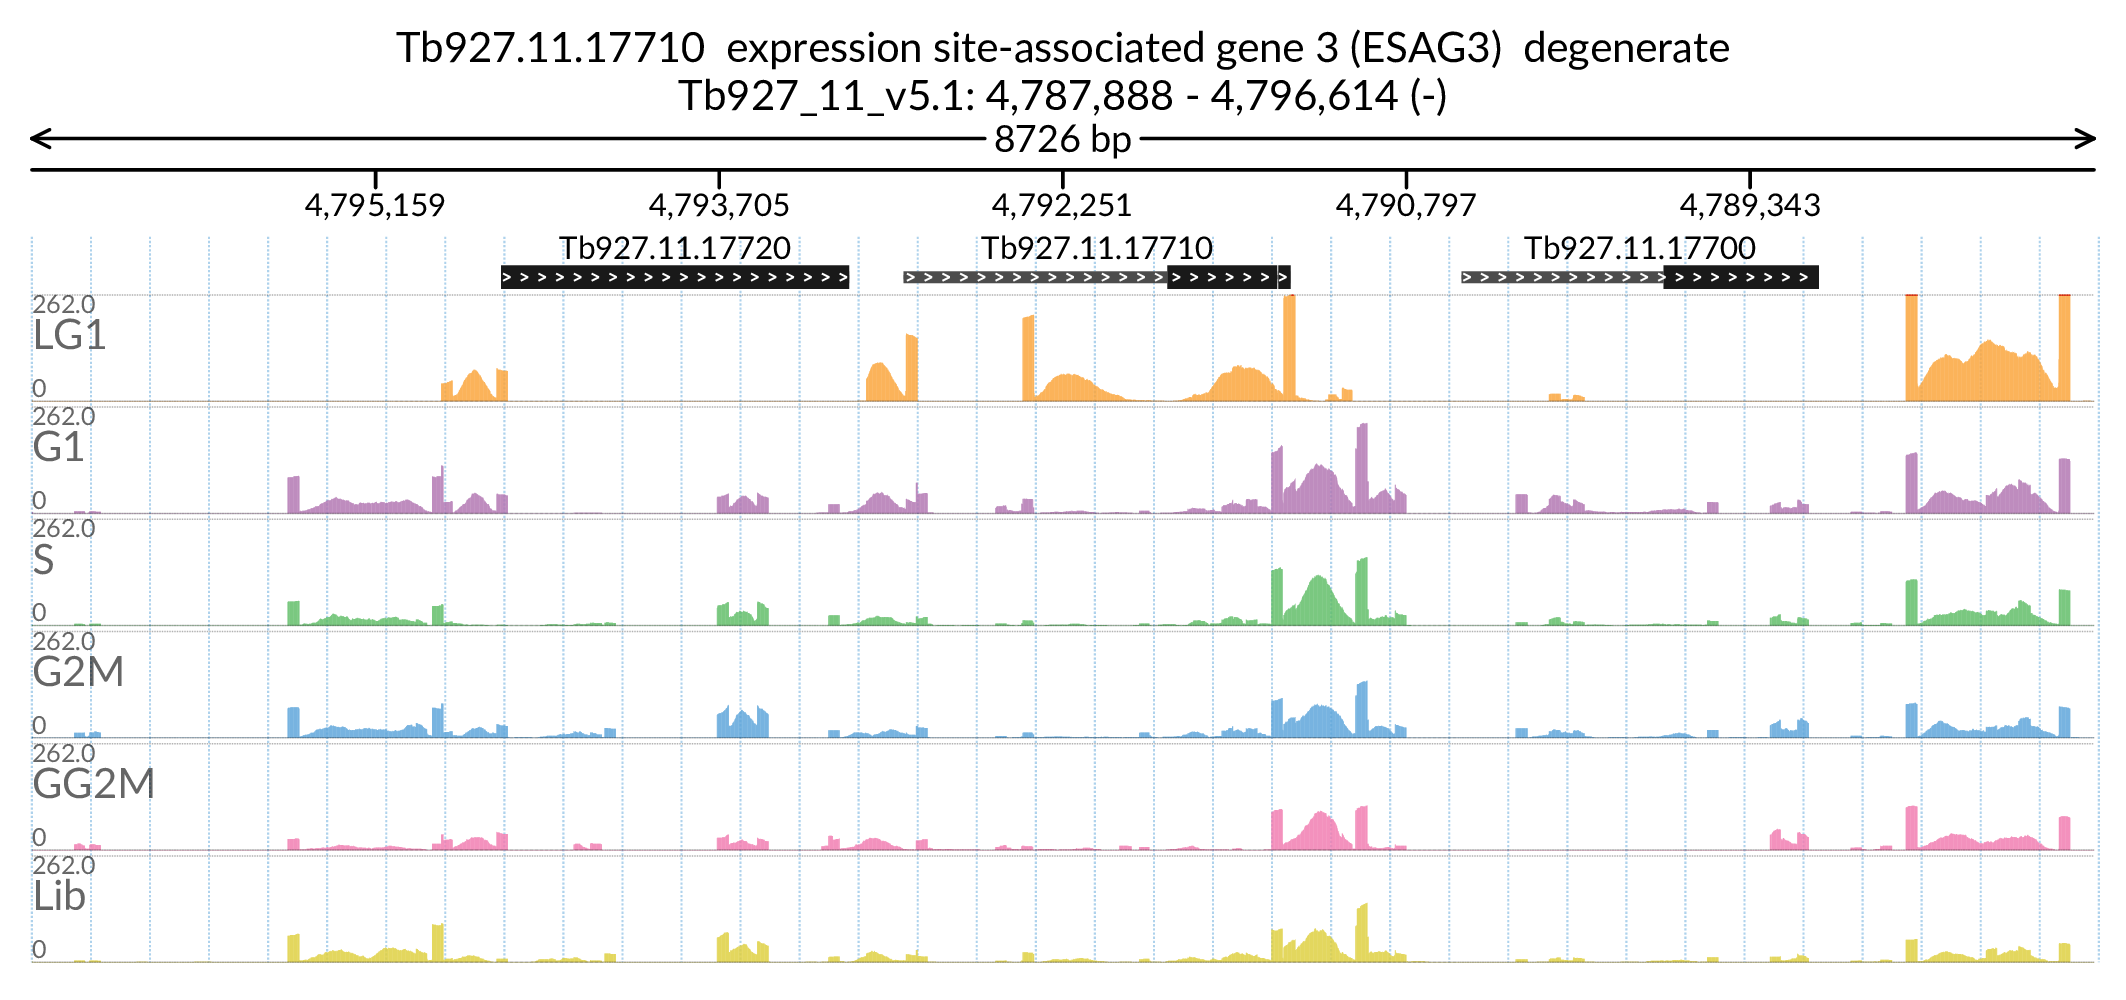 Tb927.11.17710 expression site-associated gene 3 (ESAG3) degenerate
Tb927_11_v5.1: 4,787,888 - 4,796,614 (-)
8726 bp
4,795,159 4,793,705 4,792,251 4,790,797 4,789,343
Tb927.11.17720 Tb927.11.17710 Tb927.11.17700
262.0
LG1
0
262.0
G1
0
262.0
S
0
262.0
G2M
0
262.0
GG2M
0
262.0
Lib
0